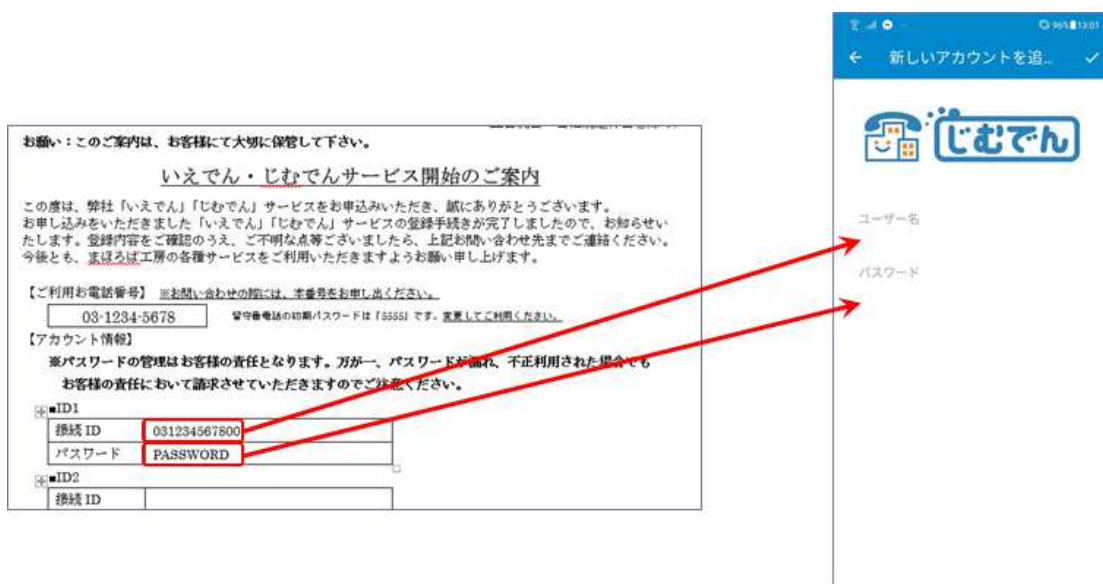 お願い：このご案内は、お客様にて大切に保管して下さい。
いえでん・じむでんサービス開始のご案内
この度は、弊社「いえでん」「じむでん」サービスをお申込みいただき、誠にありがとうございます。
お申し込みをいただきました「いえでん」「じむでん」サービスの登録手続きが完了しましたので、お知らせい
たします。登録内容をご確認のうえ、ご不明な点等ございましたら、上記お問い合わせ先までご連絡ください。
今後とも、まほろば工房の各種サービスをご利用いただきますようお願い申し上げます。
【ご利用お電話番号】 ※お問い合わせの際には、本番号をお申し出ください。
03-1234-5678 留守番電話の初期パスワードは「5555」です。変更してご利用ください。
【アカウント情報】
※パスワードの管理はお客様の責任となります。万が一、パスワードが漏れ、不正利用された場合でも
お客様の責任において請求させていただきますのでご注意ください。
■ID1
接続 ID 031234567800
パスワード PASSWORD
■ID2
接続 ID
96% 13:01
新しいアカウントを追...
じむでん
ユーザー名
パスワード